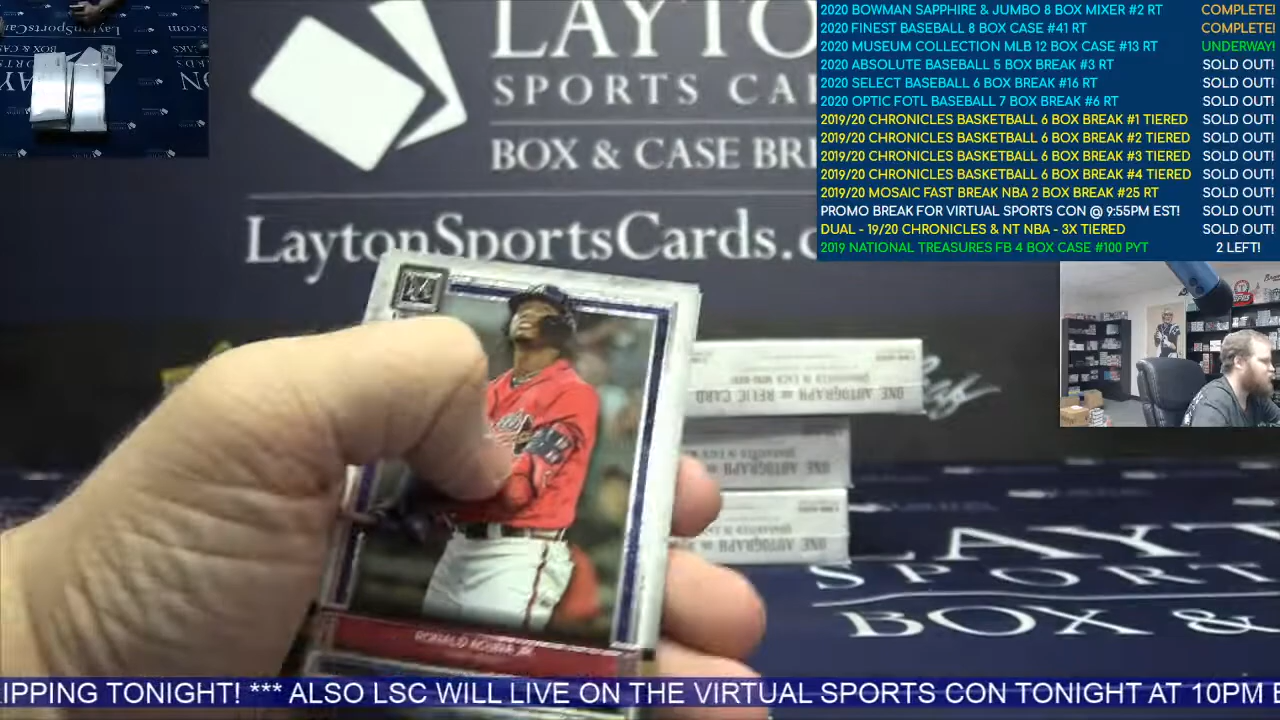 2020 BOWMAN SAPPHIRE & JUMBO 8 BOX MIXER #2 RT COMPLETE!
2020 FINEST BASEBALL 8 BOX CASE #41 RT COMPLETE!
2020 MUSEUM COLLECTION MLB 12 BOX CASE #13 RT UNDERWAY!
2020 ABSOLUTE BASEBALL 5 BOX BREAK #3 RT SOLD OUT!
2020 SELECT BASEBALL 6 BOX BREAK #16 RT SOLD OUT!
2020 OPTIC FOTL BASEBALL 7 BOX BREAK #6 RT SOLD OUT!
2019/20 CHRONICLES BASKETBALL 6 BOX BREAK #1 TIERED SOLD OUT!
2019/20 CHRONICLES BASKETBALL 6 BOX BREAK #2 TIERED SOLD OUT!
2019/20 CHRONICLES BASKETBALL 6 BOX BREAK #3 TIERED SOLD OUT!
2019/20 CHRONICLES BASKETBALL 6 BOX BREAK #4 TIERED SOLD OUT!
2019/20 MOSAIC FAST BREAK NBA 2 BOX BREAK #25 RT SOLD OUT!
PROMO BREAK FOR VIRTUAL SPORTS CON @ 9:55PM EST! SOLD OUT!
DUAL - 19/20 CHRONICLES & NT NBA - 3X TIERED SOLD OUT!
2019 NATIONAL TREASURES FB 4 BOX CASE #100 PYT 2 LEFT!
LAYTO
SPORTS CA
BOX & CASE BR
LaytonSportsCards.c
ONE AUTOGRAPH OR RELIC CARD
RONALD ACUÑA JR
LAYT
SPORT
BOX &
IPPING TONIGHT! *** ALSO LSC WILL LIVE ON THE VIRTUAL SPORTS CON TONIGHT AT 10PM E